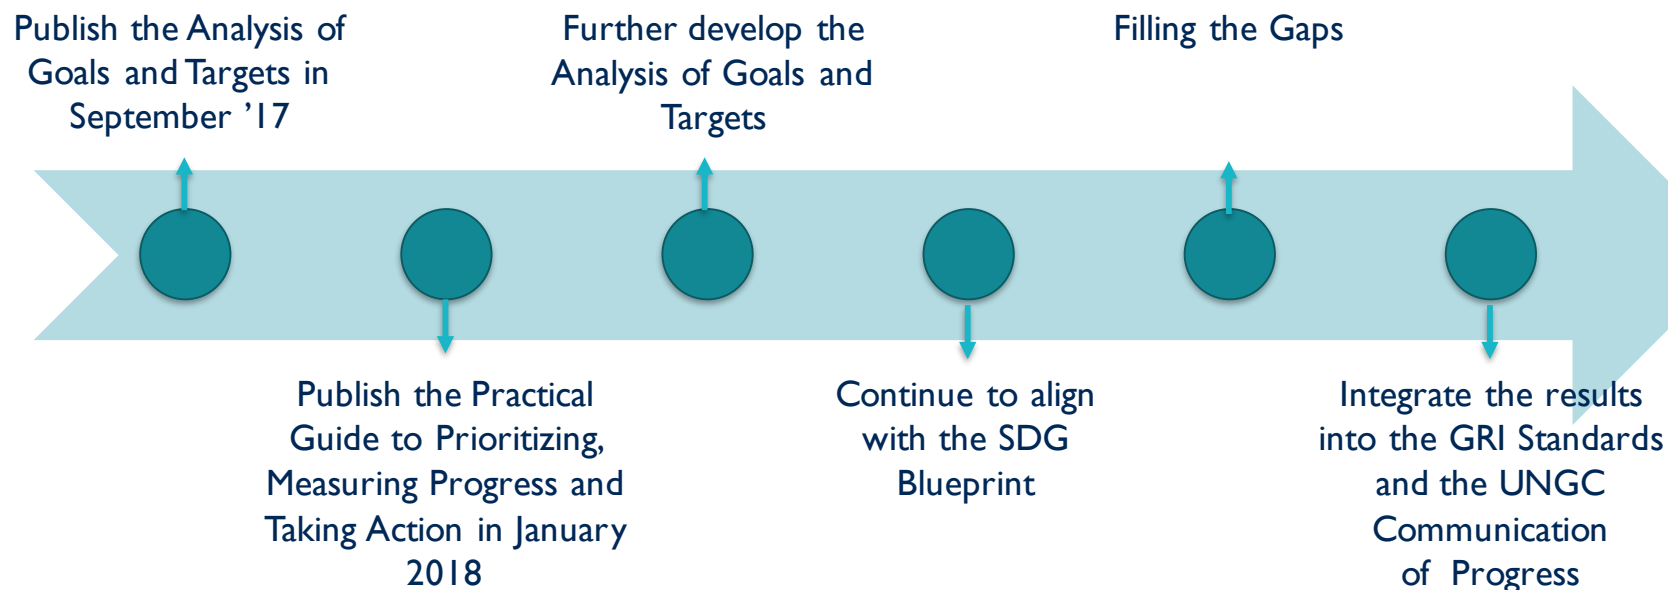 Publish the Analysis of
Goals and Targets in
September ’17
Publish the Practical
Guide to Prioritizing,
Measuring Progress and
Taking Action in January
2018
Further develop the
Analysis of Goals and
Targets
Continue to align
with the SDG
Blueprint
Filling the Gaps
Integrate the results
into the GRI Standards
and the UNGC
Communication
of Progress